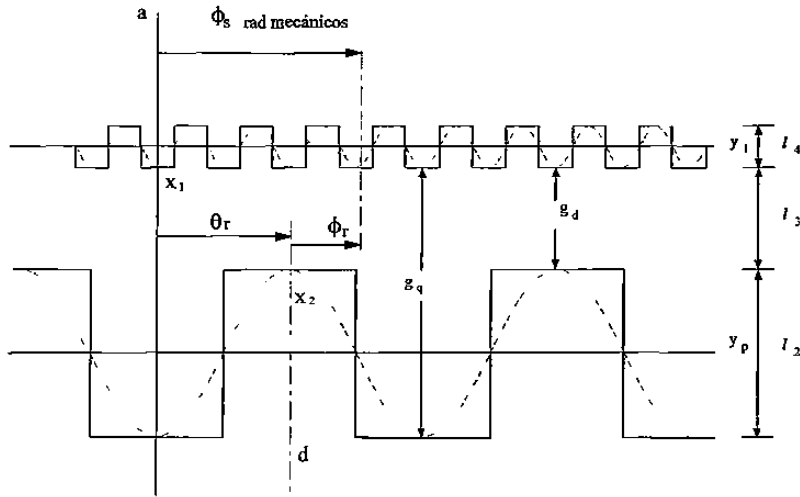 a
ϕs rad mecánicos
y1 l4
x1
gd
l3
θr
ϕr
gq
x2
yp l2
d